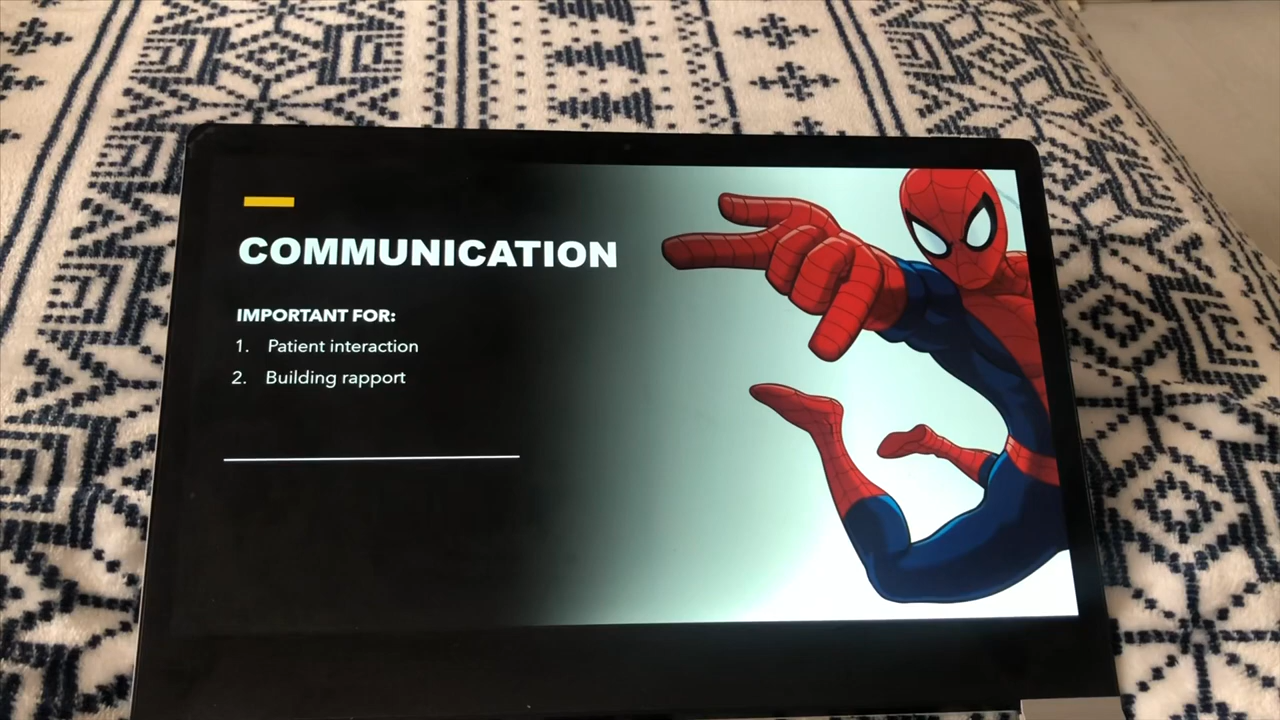 COMMUNICATION
IMPORTANT FOR:
1. Patient interaction
2. Building rapport